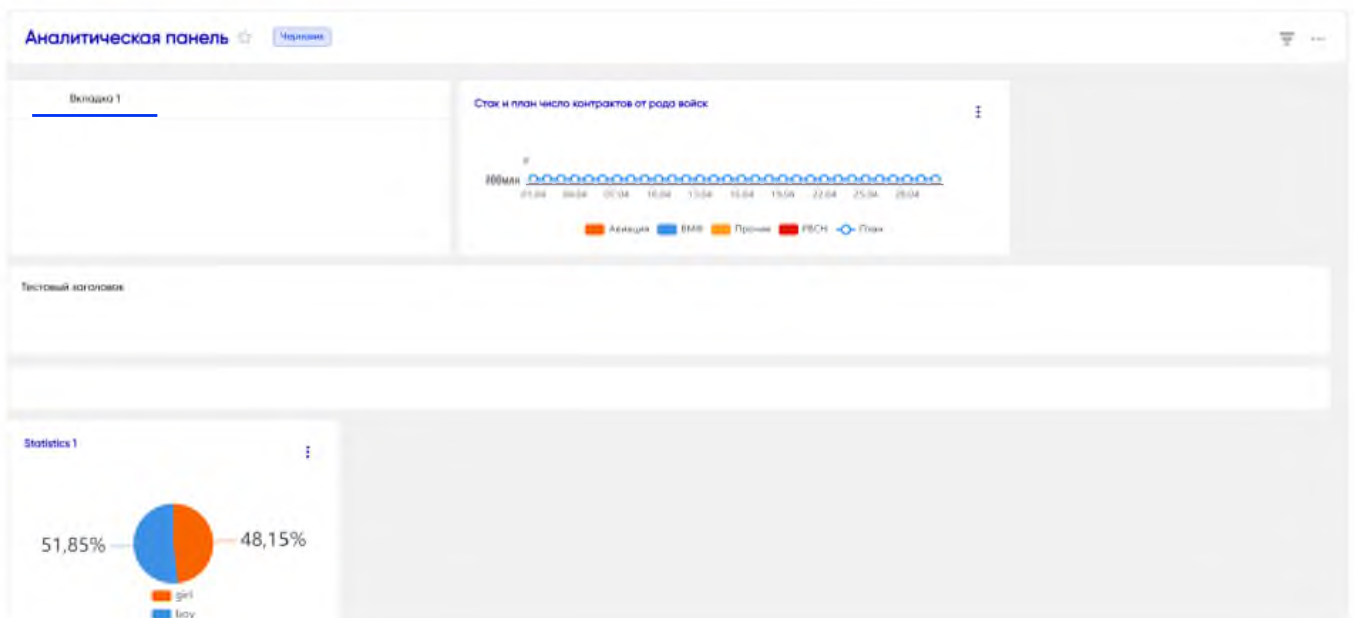 Аналитическая панель
Черновик
Вкладка 1
Стак и план число контрактов от рода войск
01.04 04.04 07.04 10.04 13.04 16.04 19.04 22.04 25.04 28.04
Авиация ВМФ Прочие РВСН План
Тестовый заголовок
Statistics 1
51,85%
48,15%
girl
boy